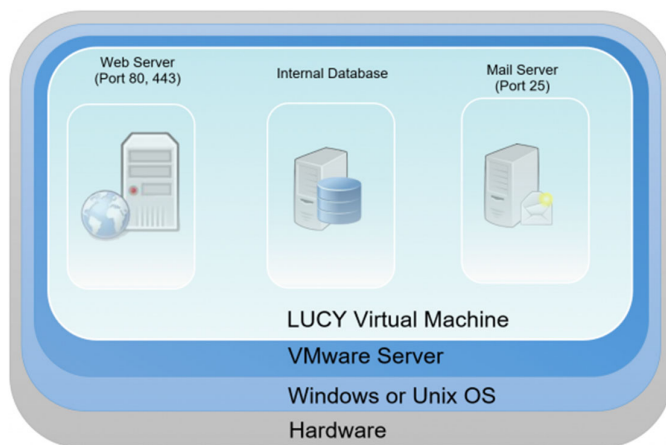 Web Server
(Port 80, 443)
Internal Database
Mail Server
(Port 25)
LUCY Virtual Machine
VMware Server
Windows or Unix OS
Hardware